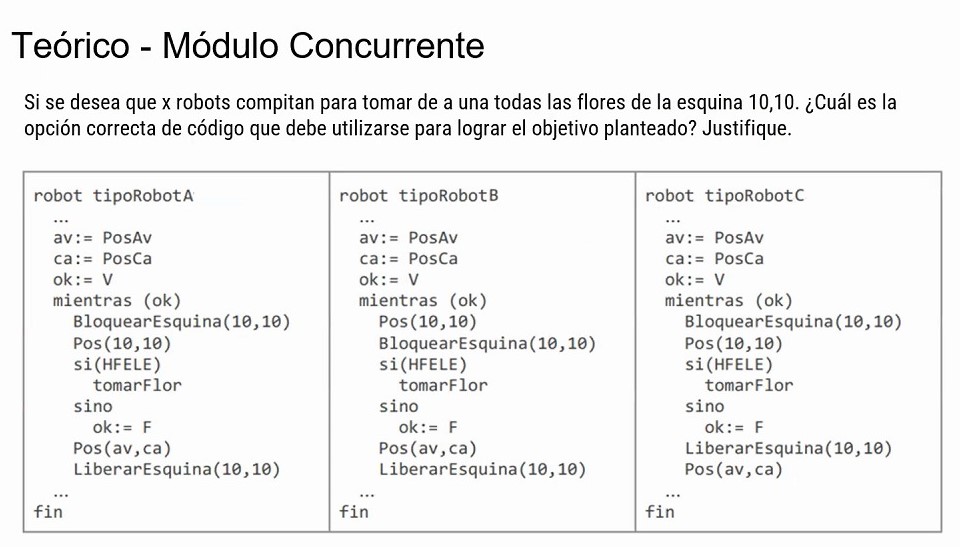 Teórico - Módulo Concurrente
Si se desea que x robots compitan para tomar de a una todas las flores de la esquina 10,10. ¿Cuál es la
opción correcta de código que debe utilizarse para lograr el objetivo planteado? Justifique.
robot tipoRobotA
...
av:= PosAv
ca:= PosCa
ok:= V
mientras (ok)
BloquearEsquina(10,10)
Pos(10,10)
si(HFELE)
tomarFlor
sino
ok:= F
Pos(av,ca)
LiberarEsquina(10,10)
...
fin
robot tipoRobotB
...
av:= PosAv
ca:= PosCa
ok:= V
mientras (ok)
Pos(10,10)
BloquearEsquina(10,10)
si(HFELE)
tomarFlor
sino
ok:= F
Pos(av,ca)
LiberarEsquina(10,10)
...
fin
robot tipoRobotC
...
av:= PosAv
ca:= PosCa
ok:= V
mientras (ok)
BloquearEsquina(10,10)
Pos(10,10)
si(HFELE)
tomarFlor
sino
ok:= F
LiberarEsquina(10,10)
Pos(av,ca)
...
fin